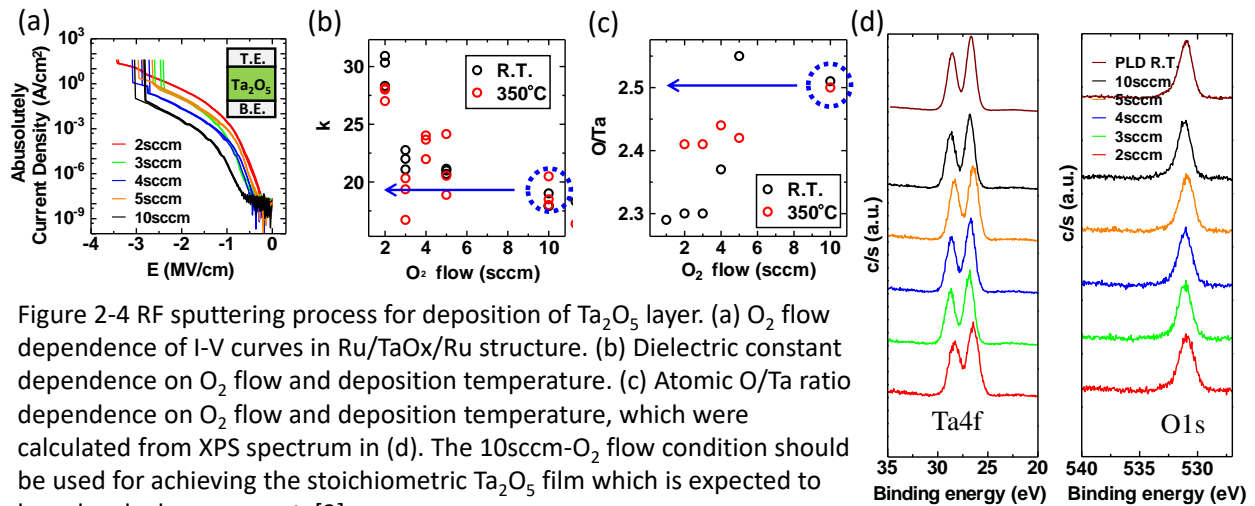 (a)
Abusolutely
Current Density (A/cm²)
10³
10⁰
10⁻³
10⁻⁶
10⁻⁹
T.E.
Ta₂O₅
B.E.
2sccm
3sccm
4sccm
5sccm
10sccm
-4 -3 -2 -1 0
E (MV/cm)
(b)
k
30
25
20
R.T.
350°C
2 4 6 8 10
O₂ flow (sccm)
(c)
O/Ta
2.6
2.5
2.4
2.3
R.T.
350°C
2 4 6 8 10
O₂ flow (sccm)
(d)
c/s (a.u.)
Ta4f
35 30 25 20
Binding energy (eV)
c/s (a.u.)
PLD R.T.
10sccm
5sccm
4sccm
3sccm
2sccm
O1s
540 535 530
Binding energy (eV)
Figure 2-4 RF sputtering process for deposition of Ta₂O₅ layer. (a) O₂ flow
dependence of I-V curves in Ru/TaOx/Ru structure. (b) Dielectric constant
dependence on O₂ flow and deposition temperature. (c) Atomic O/Ta ratio
dependence on O₂ flow and deposition temperature, which were
calculated from XPS spectrum in (d). The 10sccm-O₂ flow condition should
be used for achieving the stoichiometric Ta₂O₅ film which is expected to